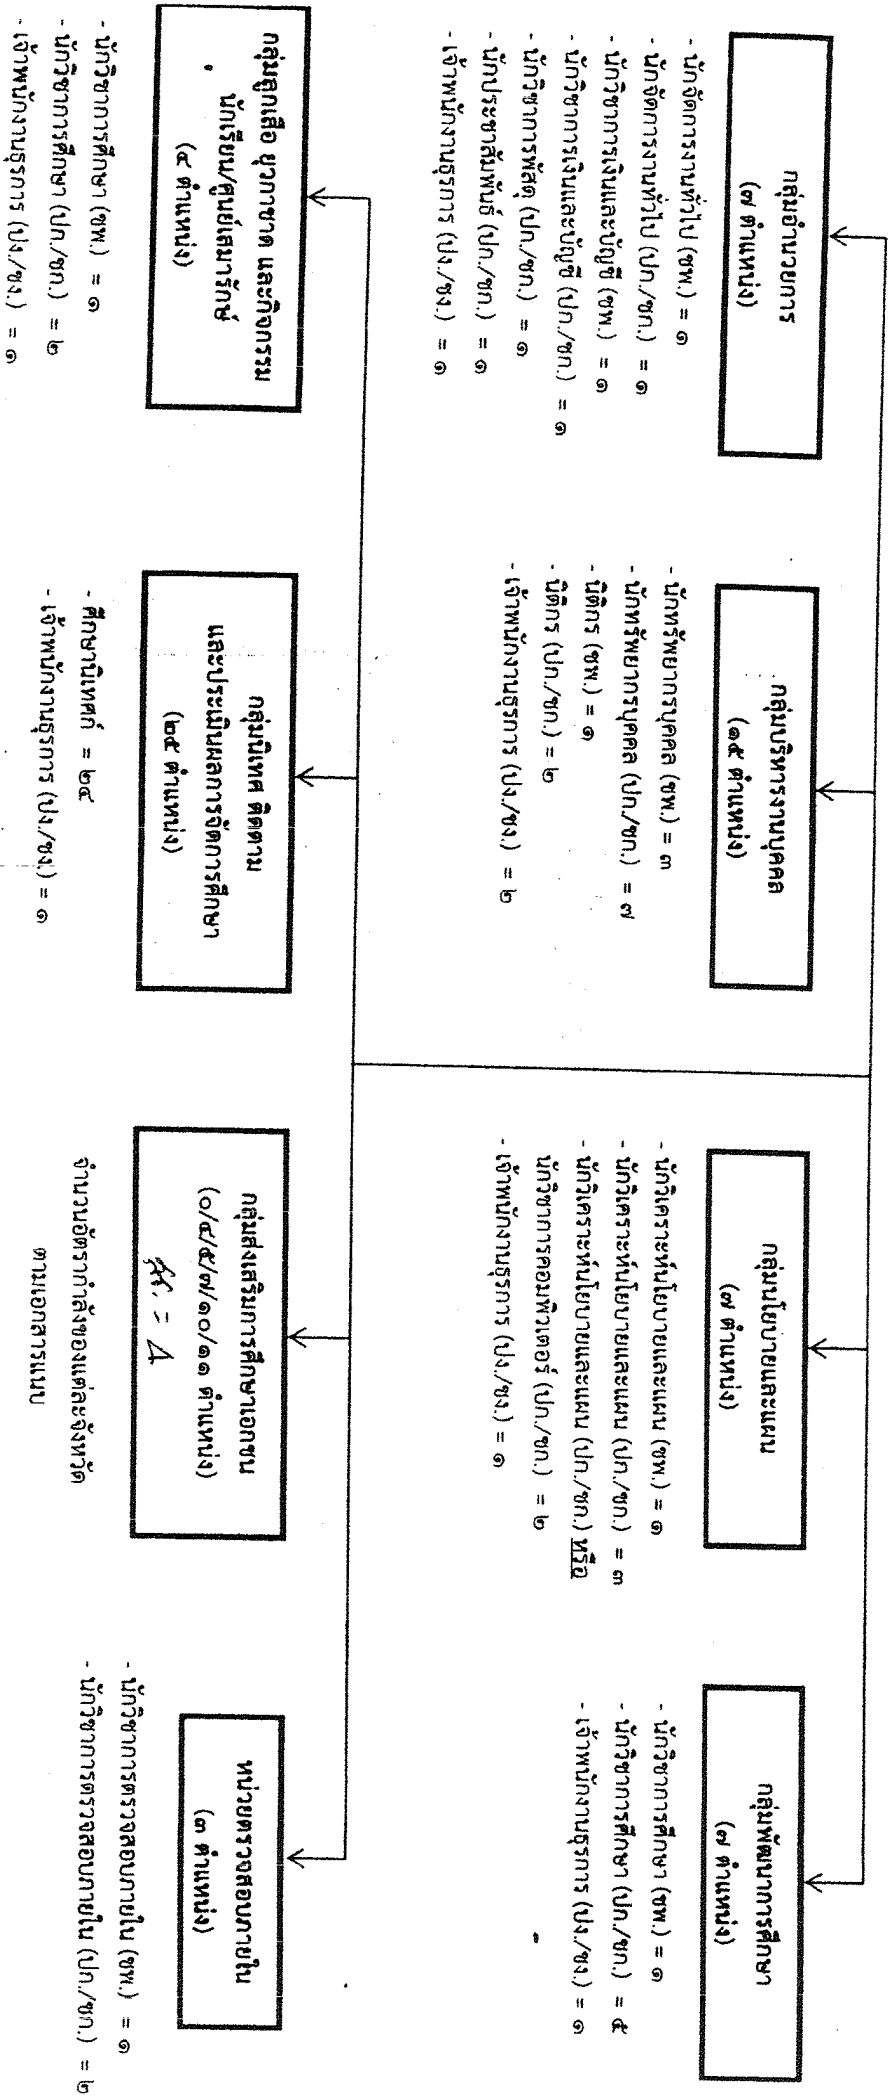 กลุ่มอำนวยการ
(๗ ตำแหน่ง)
- นักจัดการงานทั่วไป (ชพ.) = ๑
- นักจัดการงานทั่วไป (ปก./ชก.) = ๑
- นักวิชาการเงินและบัญชี (ชพ.) = ๑
- นักวิชาการเงินและบัญชี (ปก./ชก.) = ๑
- นักวิชาการพัสดุ (ปก./ชก.) = ๑
- นักประชาสัมพันธ์ (ปก./ชก.) = ๑
- เจ้าพนักงานธุรการ (ปง./ชง.) = ๑
กลุ่มบริหารงานบุคคล
(๑๕ ตำแหน่ง)
- นักทรัพยากรบุคคล (ชพ.) = ๓
- นักทรัพยากรบุคคล (ปก./ชก.) = ๗
- นิติกร (ชพ.) = ๑
- นิติกร (ปก./ชก.) = ๒
- เจ้าพนักงานธุรการ (ปง./ชง.) = ๒
กลุ่มนโยบายและแผน
(๗ ตำแหน่ง)
- นักวิเคราะห์นโยบายและแผน (ชพ.) = ๑
- นักวิเคราะห์นโยบายและแผน (ปก./ชก.) = ๓
- นักวิเคราะห์นโยบายและแผน (ปก./ชก.) หรือ
นักวิชาการคอมพิวเตอร์ (ปก./ชก.) = ๒
- เจ้าพนักงานธุรการ (ปง./ชง.) = ๑
กลุ่มพัฒนาการศึกษา
(๗ ตำแหน่ง)
- นักวิชาการศึกษา (ชพ.) = ๑
- นักวิชาการศึกษา (ปก./ชก.) = ๕
- เจ้าพนักงานธุรการ (ปง./ชง.) = ๑
กลุ่มลูกเสือ ยุวกาชาด และกิจกรรม
นักเรียน/ศูนย์เสมารักษ์
(๔ ตำแหน่ง)
- นักวิชาการศึกษา (ชพ.) = ๑
- นักวิชาการศึกษา (ปก./ชก.) = ๒
- เจ้าพนักงานธุรการ (ปง./ชง.) = ๑
กลุ่มนิเทศ ติดตาม
และประเมินผลการจัดการศึกษา
(๒๕ ตำแหน่ง)
- ศึกษานิเทศก์ = ๒๔
- เจ้าพนักงานธุรการ (ปง./ชง.) = ๑
กลุ่มส่งเสริมการศึกษาเอกชน
(๐/๔/๕/๗/๑๐/๑๑ ตำแหน่ง)
= 4
จำนวนอัตรากำลังของแต่ละจังหวัด
ตามเอกสารแนบ
หน่วยตรวจสอบภายใน
(๓ ตำแหน่ง)
- นักวิชาการตรวจสอบภายใน (ชพ.) = ๑
- นักวิชาการตรวจสอบภายใน (ปก./ชก.) = ๒